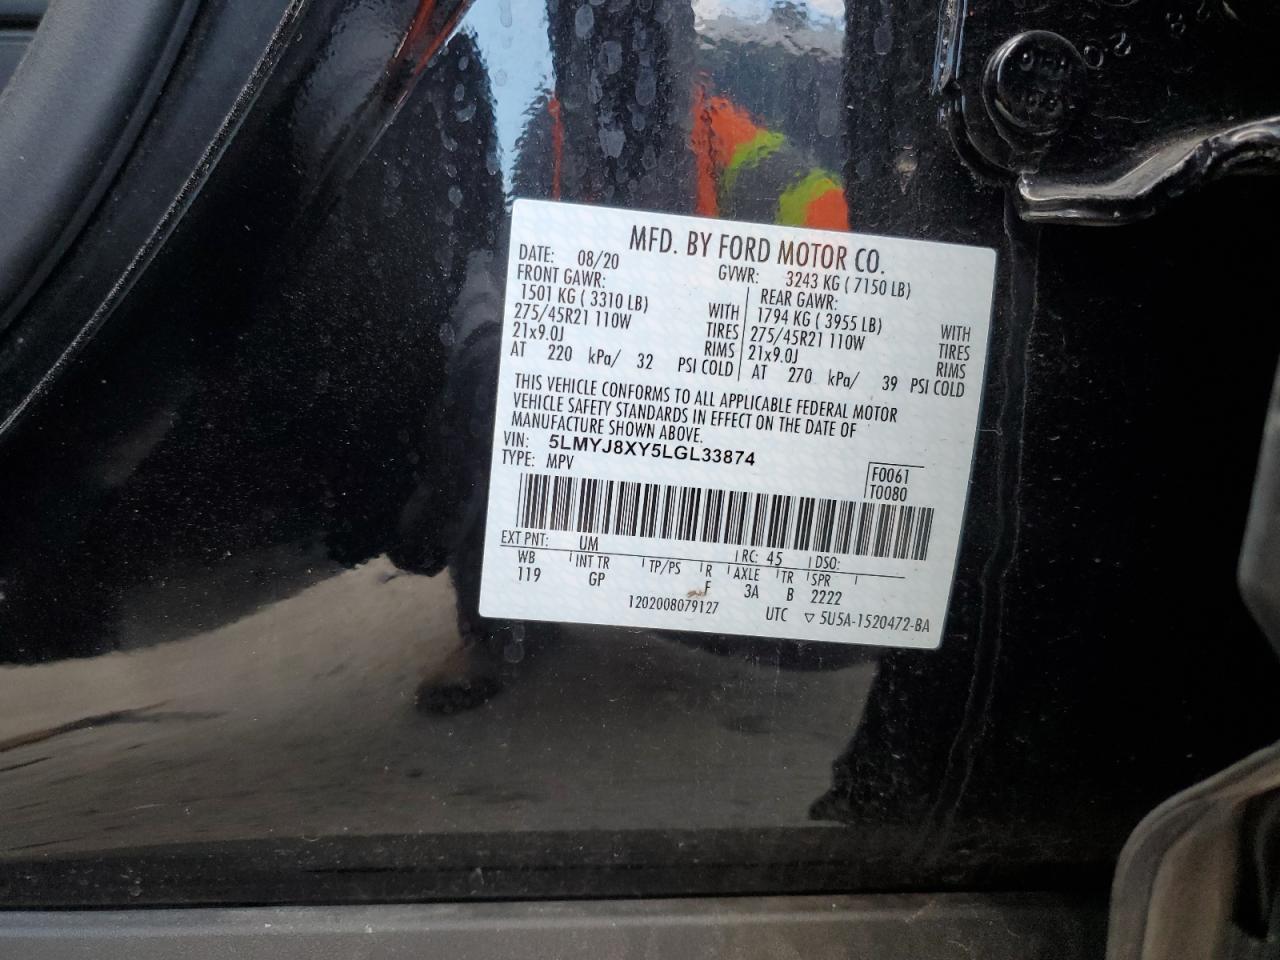 MFD. BY FORD MOTOR CO.
DATE: 08/20 GVWR: 3243 KG ( 7150 LB)
FRONT GAWR: REAR GAWR:
1501 KG ( 3310 LB) WITH 1794 KG ( 3955 LB) WITH
275/45R21 110W TIRES 275/45R21 110W TIRES
21x9.0J RIMS 21x9.0J RIMS
AT 220 kPa/ 32 PSI COLD AT 270 kPa/ 39 PSI COLD
THIS VEHICLE CONFORMS TO ALL APPLICABLE FEDERAL MOTOR
VEHICLE SAFETY STANDARDS IN EFFECT ON THE DATE OF
MANUFACTURE SHOWN ABOVE.
VIN: 5LMYJ8XY5LGL33874
TYPE: MPV F0061
T0080
EXT PNT: UM RC: 45 DSO:
WB INT TR TP/PS R AXLE TR SPR
119 GP F 3A B 2222
1202008079127 UTC ▽ 5U5A-1520472-BA